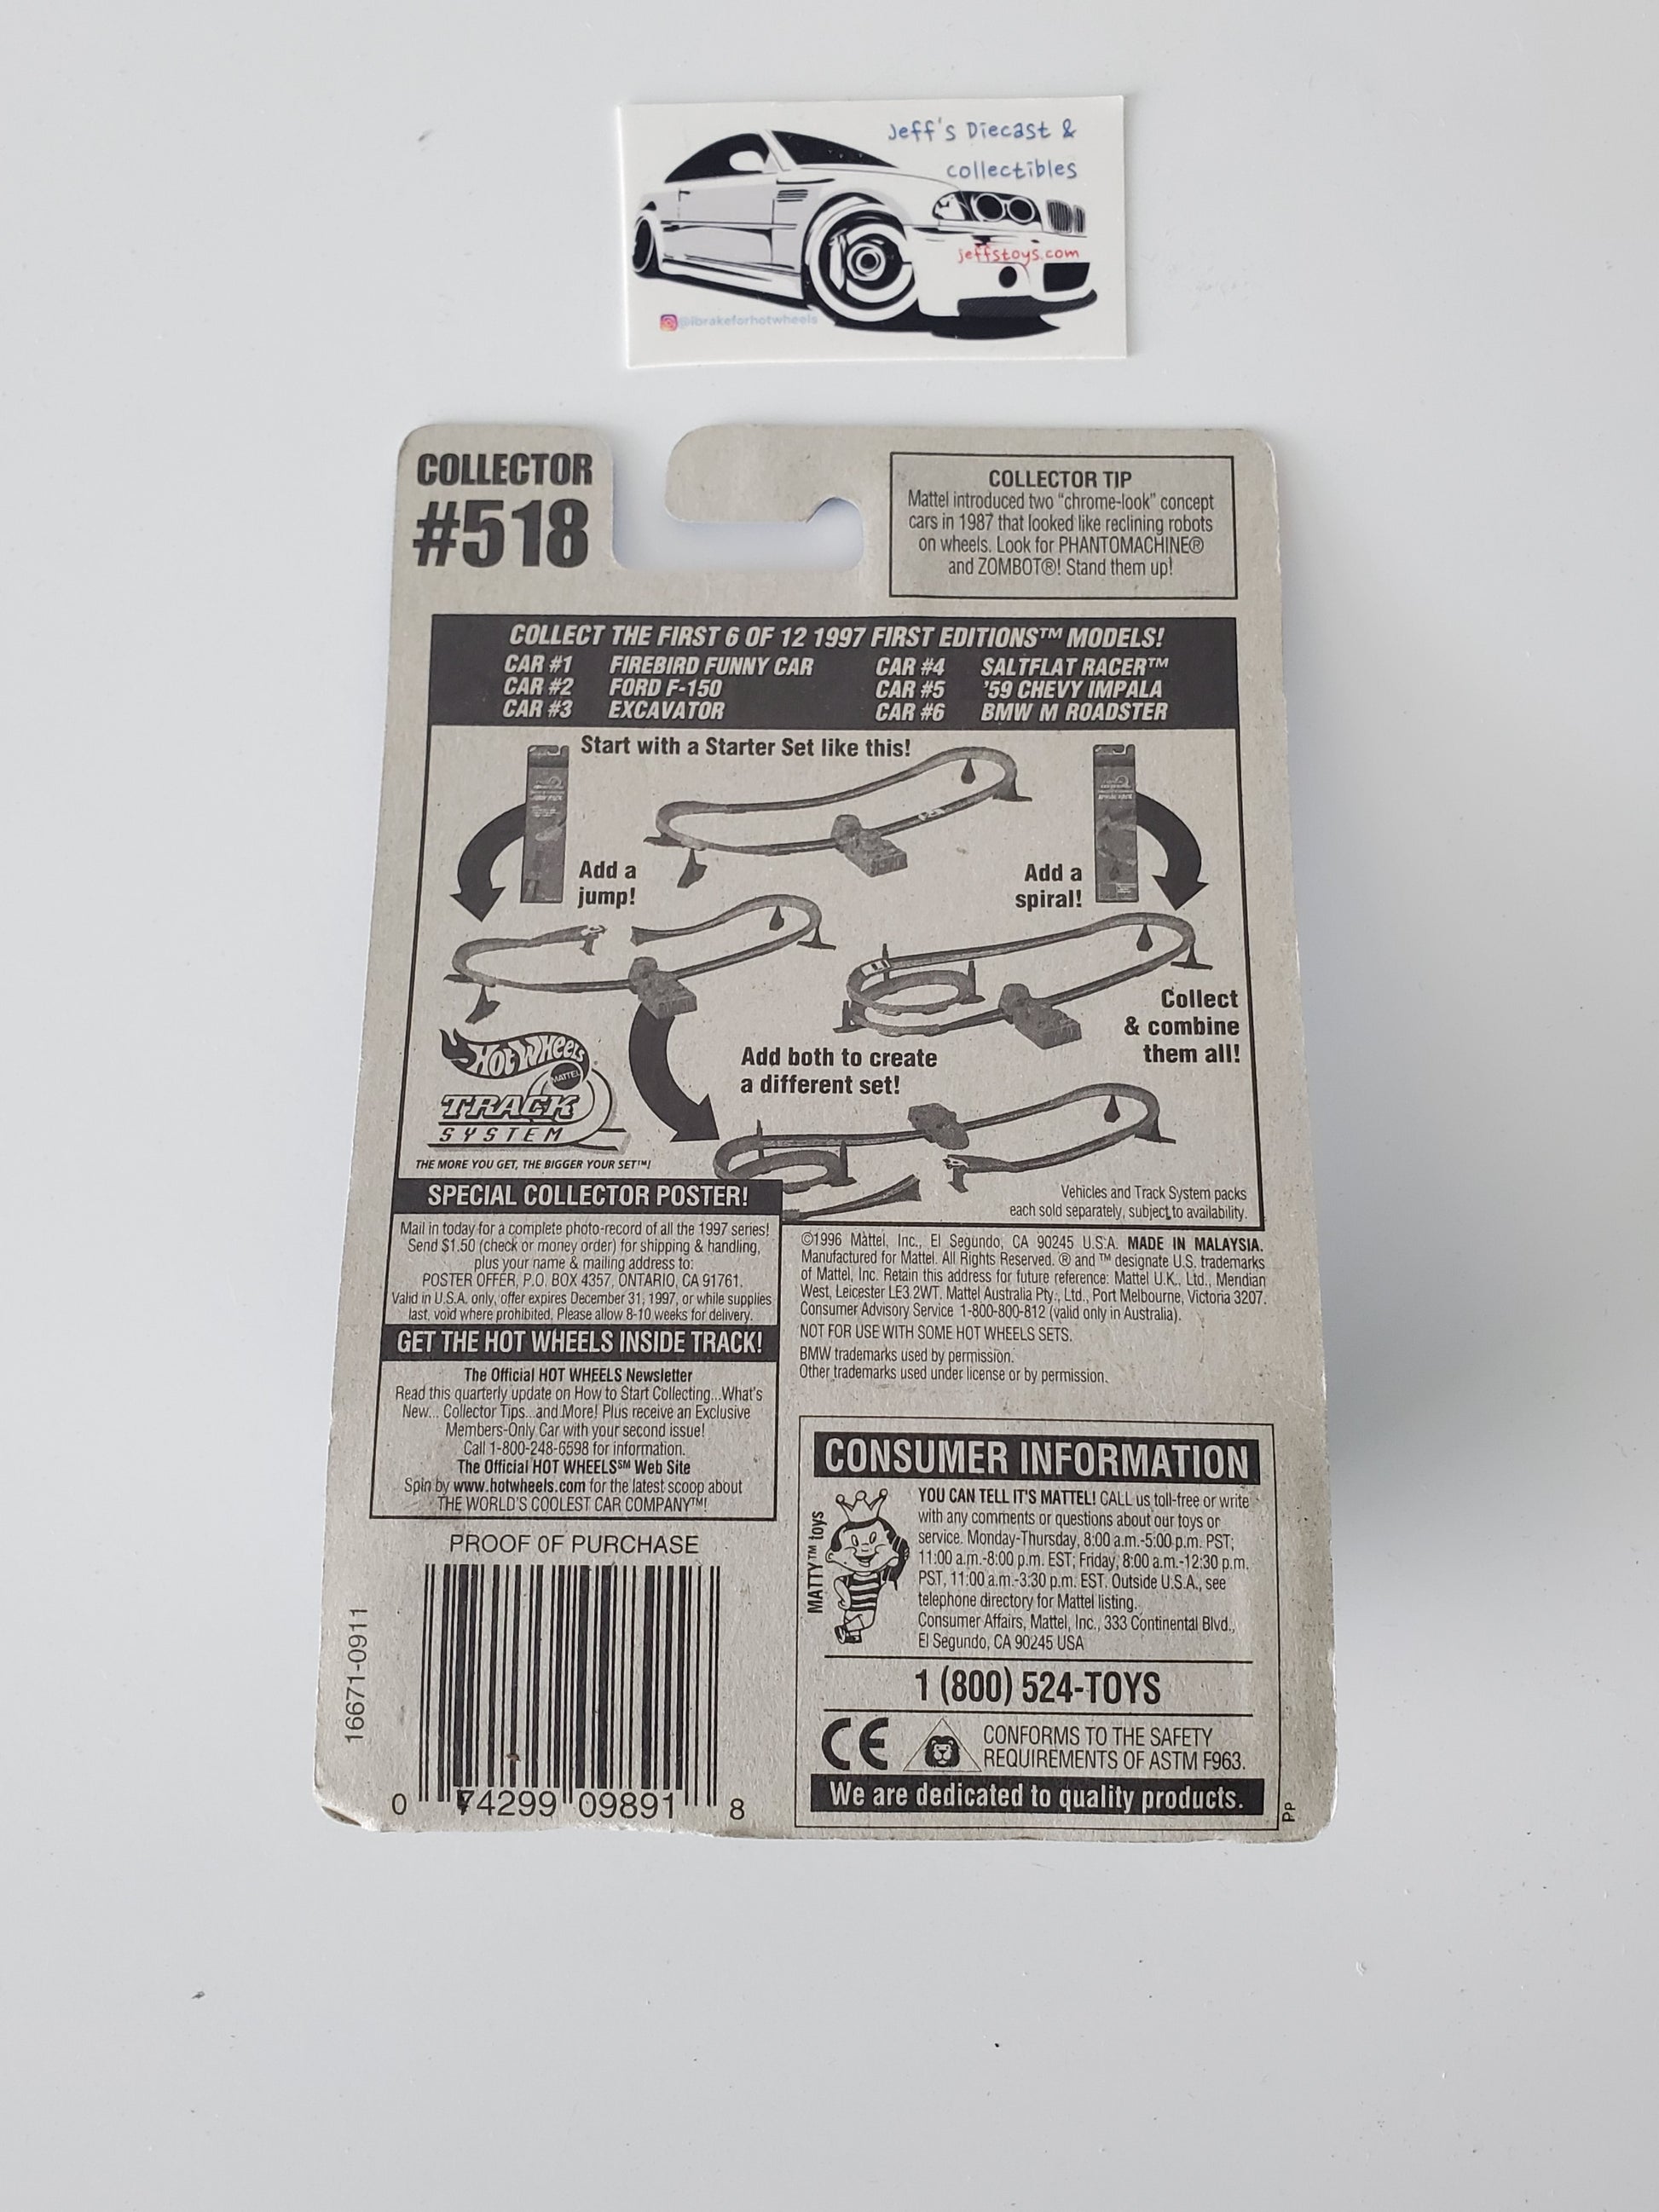 Jeff's Diecast &
collectibles
jeffstoys.com
@ibrakeforhotwheels
COLLECTOR
#518
COLLECTOR TIP
Mattel introduced two “chrome-look” concept
cars in 1987 that looked like reclining robots
on wheels. Look for PHANTOMACHINE®
and ZOMBOT®! Stand them up!
COLLECT THE FIRST 6 OF 12 1997 FIRST EDITIONS™ MODELS!
CAR #1 FIREBIRD FUNNY CAR CAR #4 SALTFLAT RACER™
CAR #2 FORD F-150 CAR #5 '59 CHEVY IMPALA
CAR #3 EXCAVATOR CAR #6 BMW M ROADSTER
Start with a Starter Set like this!
Add a
jump!
Add a
spiral!
Collect
& combine
them all!
Add both to create
a different set!
Hot Wheels
MATTEL
TRACK
SYSTEM
THE MORE YOU GET, THE BIGGER YOUR SET™!
Vehicles and Track System packs
each sold separately, subject to availability.
SPECIAL COLLECTOR POSTER!
Mail in today for a complete photo-record of all the 1997 series!
Send $1.50 (check or money order) for shipping & handling,
plus your name & mailing address to:
POSTER OFFER, P.O. BOX 4357, ONTARIO, CA 91761.
Valid in U.S.A. only, offer expires December 31, 1997, or while supplies
last, void where prohibited. Please allow 8-10 weeks for delivery.
GET THE HOT WHEELS INSIDE TRACK!
The Official HOT WHEELS Newsletter
Read this quarterly update on How to Start Collecting...What's
New... Collector Tips...and More! Plus receive an Exclusive
Members-Only Car with your second issue!
Call 1-800-248-6598 for information.
The Official HOT WHEELS℠ Web Site
Spin by www.hotwheels.com for the latest scoop about
THE WORLD'S COOLEST CAR COMPANY™!
©1996 Mattel, Inc., El Segundo, CA 90245 U.S.A. MADE IN MALAYSIA.
Manufactured for Mattel. All Rights Reserved. ® and ™ designate U.S. trademarks
of Mattel, Inc. Retain this address for future reference: Mattel U.K., Ltd., Meridian
West, Leicester LE3 2WT. Mattel Australia Pty., Ltd., Port Melbourne, Victoria 3207.
Consumer Advisory Service 1-800-800-812 (valid only in Australia).
NOT FOR USE WITH SOME HOT WHEELS SETS.
BMW trademarks used by permission.
Other trademarks used under license or by permission.
PROOF OF PURCHASE
16671-0911
0 74299 09891 8
CONSUMER INFORMATION
MATTY™ toys
YOU CAN TELL IT'S MATTEL! CALL us toll-free or write
with any comments or questions about our toys or
service. Monday-Thursday, 8:00 a.m.-5:00 p.m. PST;
11:00 a.m.-8:00 p.m. EST; Friday, 8:00 a.m.-12:30 p.m.
PST, 11:00 a.m.-3:30 p.m. EST. Outside U.S.A., see
telephone directory for Mattel listing.
Consumer Affairs, Mattel, Inc., 333 Continental Blvd.,
El Segundo, CA 90245 USA
1 (800) 524-TOYS
CE
CONFORMS TO THE SAFETY
REQUIREMENTS OF ASTM F963.
We are dedicated to quality products.
PP